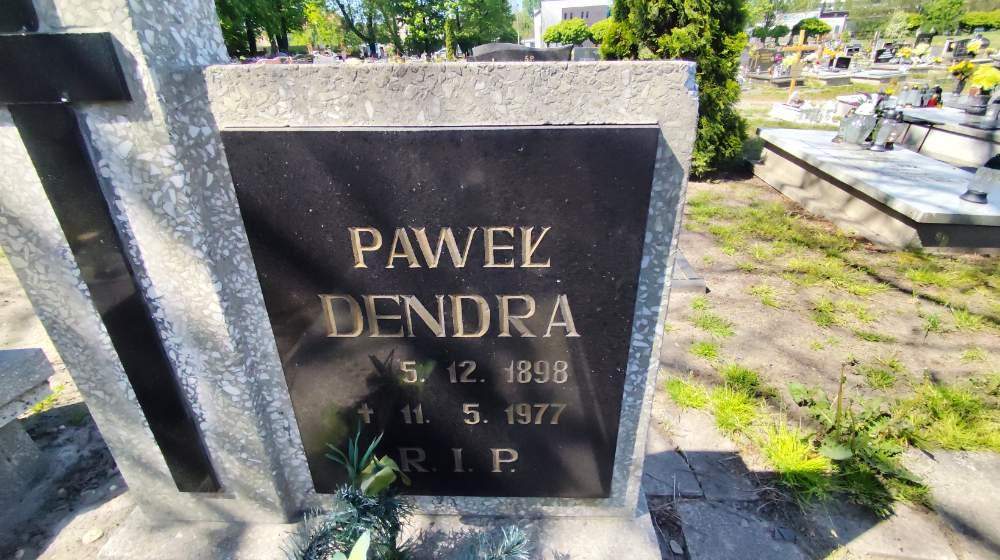 PAWEŁ
DENDRA
* 5. 12. 1898
† 11. 5. 1977
R. I. P.